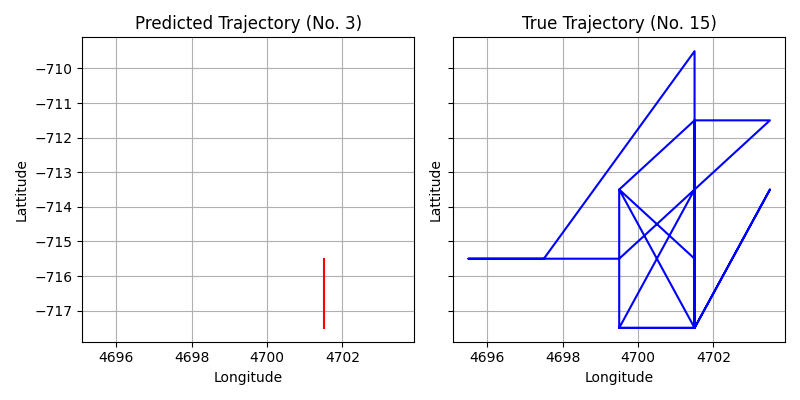 Predicted Trajectory (No. 3)
True Trajectory (No. 15)
Lattitude
−710
−711
−712
−713
−714
−715
−716
−717
4696
4698
4700
4702
Longitude
Lattitude
4696
4698
4700
4702
Longitude